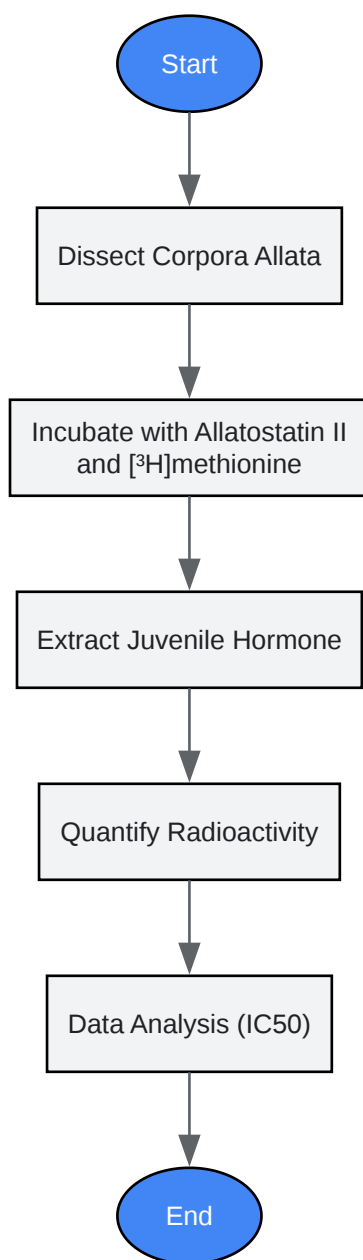 Start
Dissect Corpora Allata
Incubate with Allatostatin II
and [³H]methionine
Extract Juvenile Hormone
Quantify Radioactivity
Data Analysis (IC50)
End